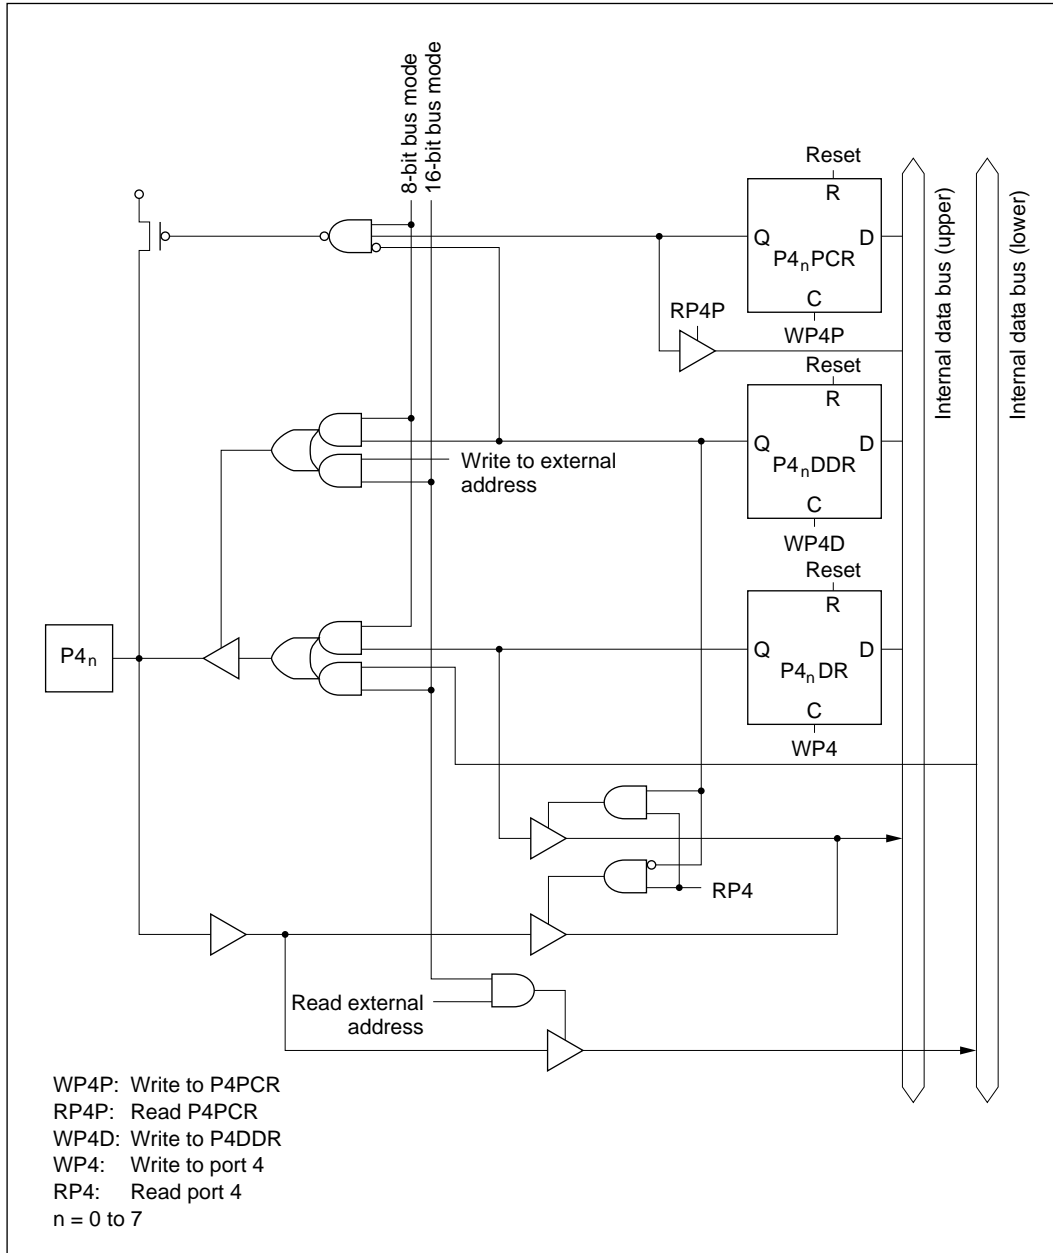 8-bit bus mode
16-bit bus mode
Reset
R
Q
D
P4nPCR
C
WP4P
RP4P
Internal data bus (upper)
Internal data bus (lower)
Reset
R
Q
D
P4nDDR
C
WP4D
Write to external
address
Reset
R
Q
D
P4nDR
C
WP4
P4n
RP4
Read external
address
WP4P: Write to P4PCR
RP4P: Read P4PCR
WP4D: Write to P4DDR
WP4: Write to port 4
RP4: Read port 4
n = 0 to 7